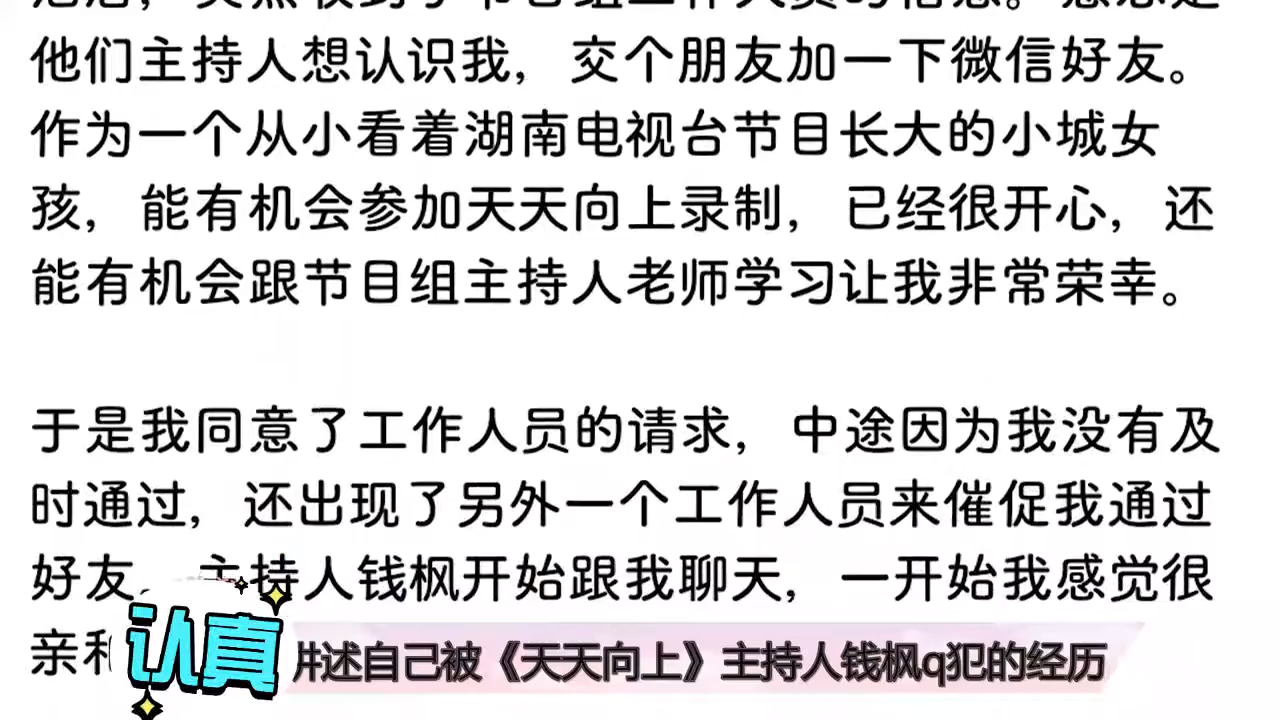 他们主持人想认识我，交个朋友加一下微信好友。
作为一个从小看着湖南电视台节目长大的小城女
孩，能有机会参加天天向上录制，已经很开心，还
能有机会跟节目组主持人老师学习让我非常荣幸。
于是我同意了工作人员的请求，中途因为我没有及
时通过，还出现了另外一个工作人员来催促我通过
好友。主持人钱枫开始跟我聊天，一开始我感觉很
亲和
认真
讲述自己被《天天向上》主持人钱枫q犯的经历